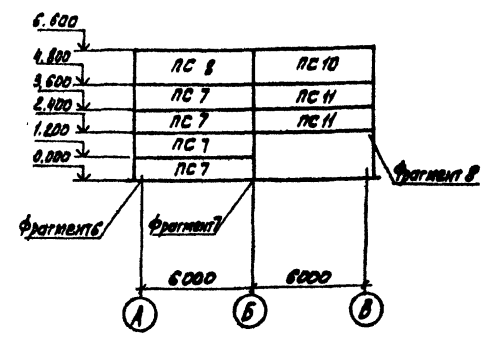 6.600
4.800
3,600
2,400
1.200
0,000
ПС 8
ПС 10
ПС 7
ПС 11
ПС 7
ПС 11
ПС 7
ПС 7
Фрагмент 8
Фрагмент 6
Фрагмент 7
6000
6000
А
Б
В